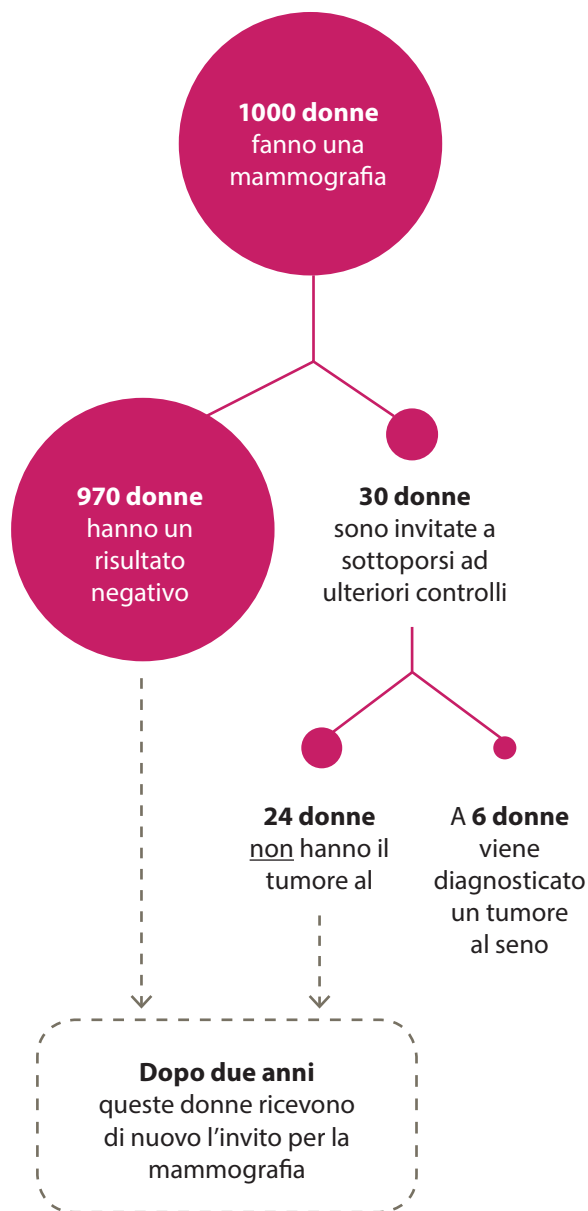 1000 donne
fanno una
mammografia
970 donne
hanno un
risultato
negativo
30 donne
sono invitate a
sottoporsi ad
ulteriori controlli
24 donne
non hanno il
tumore al
A 6 donne
viene
diagnosticato
un tumore
al seno
Dopo due anni
queste donne ricevono
di nuovo l’invito per la
mammografia